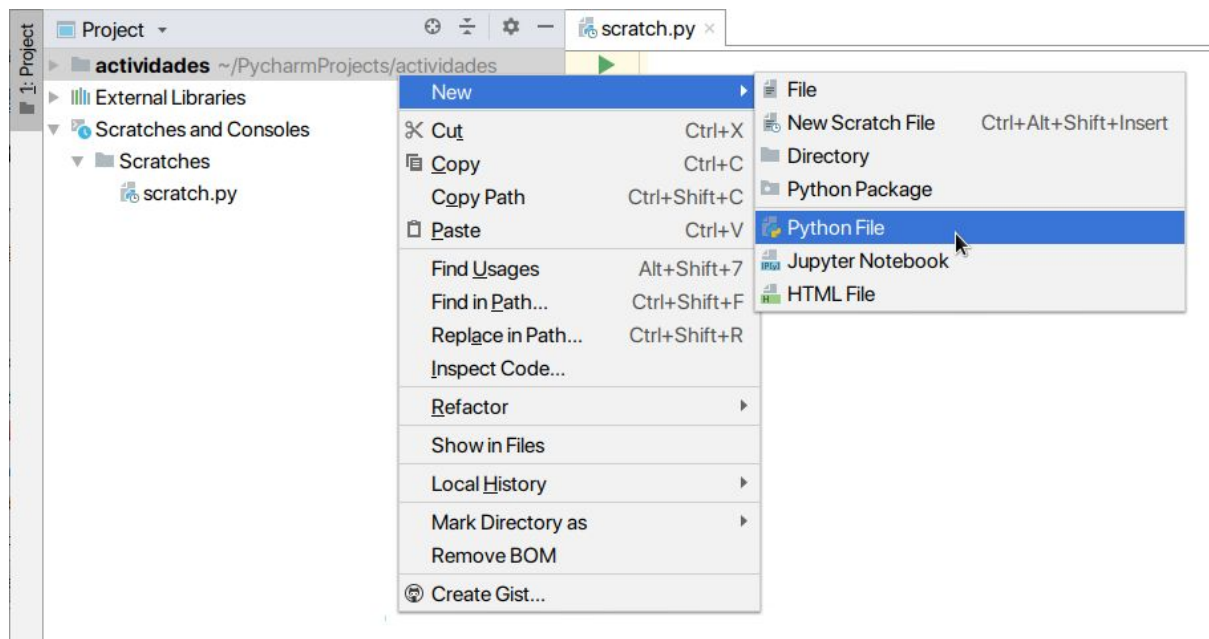 1: Project
Project
scratch.py
actividades ~/PycharmProjects/actividades
External Libraries
Scratches and Consoles
Scratches
scratch.py
New
Cut Ctrl+X
Copy Ctrl+C
Copy Path Ctrl+Shift+C
Paste Ctrl+V
Find Usages Alt+Shift+7
Find in Path... Ctrl+Shift+F
Replace in Path... Ctrl+Shift+R
Inspect Code...
Refactor
Show in Files
Local History
Mark Directory as
Remove BOM
Create Gist...
File
New Scratch File Ctrl+Alt+Shift+Insert
Directory
Python Package
Python File
Jupyter Notebook
HTML File